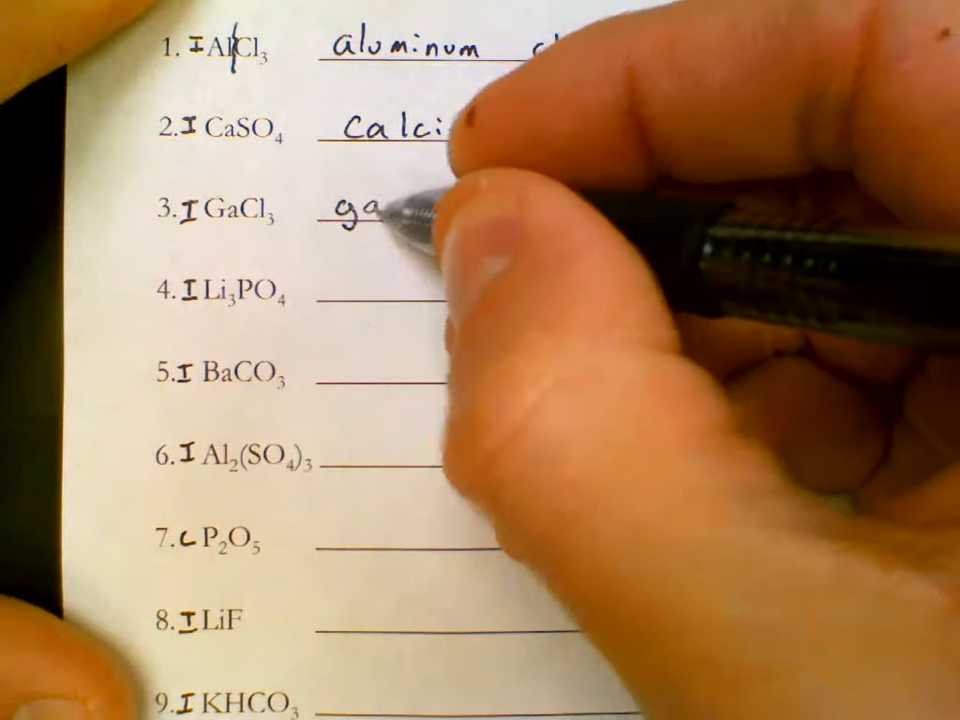 1. I AlCl₃ aluminum
2. I CaSO₄ calci
3. I GaCl₃ ga
4. I Li₃PO₄
5. I BaCO₃
6. I Al₂(SO₄)₃
7. C P₂O₅
8. I LiF
9. I KHCO₃